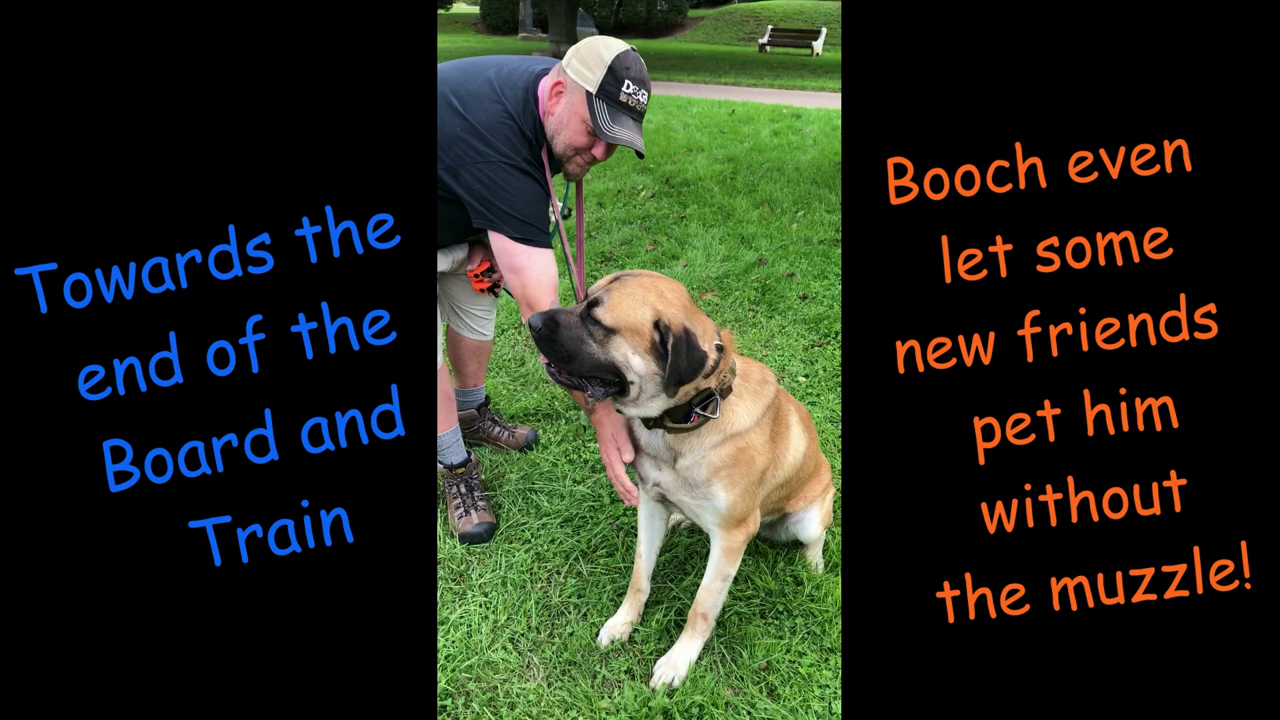 Towards the
end of the
Board and
Train
Booch even
let some
new friends
pet him
without
the muzzle!